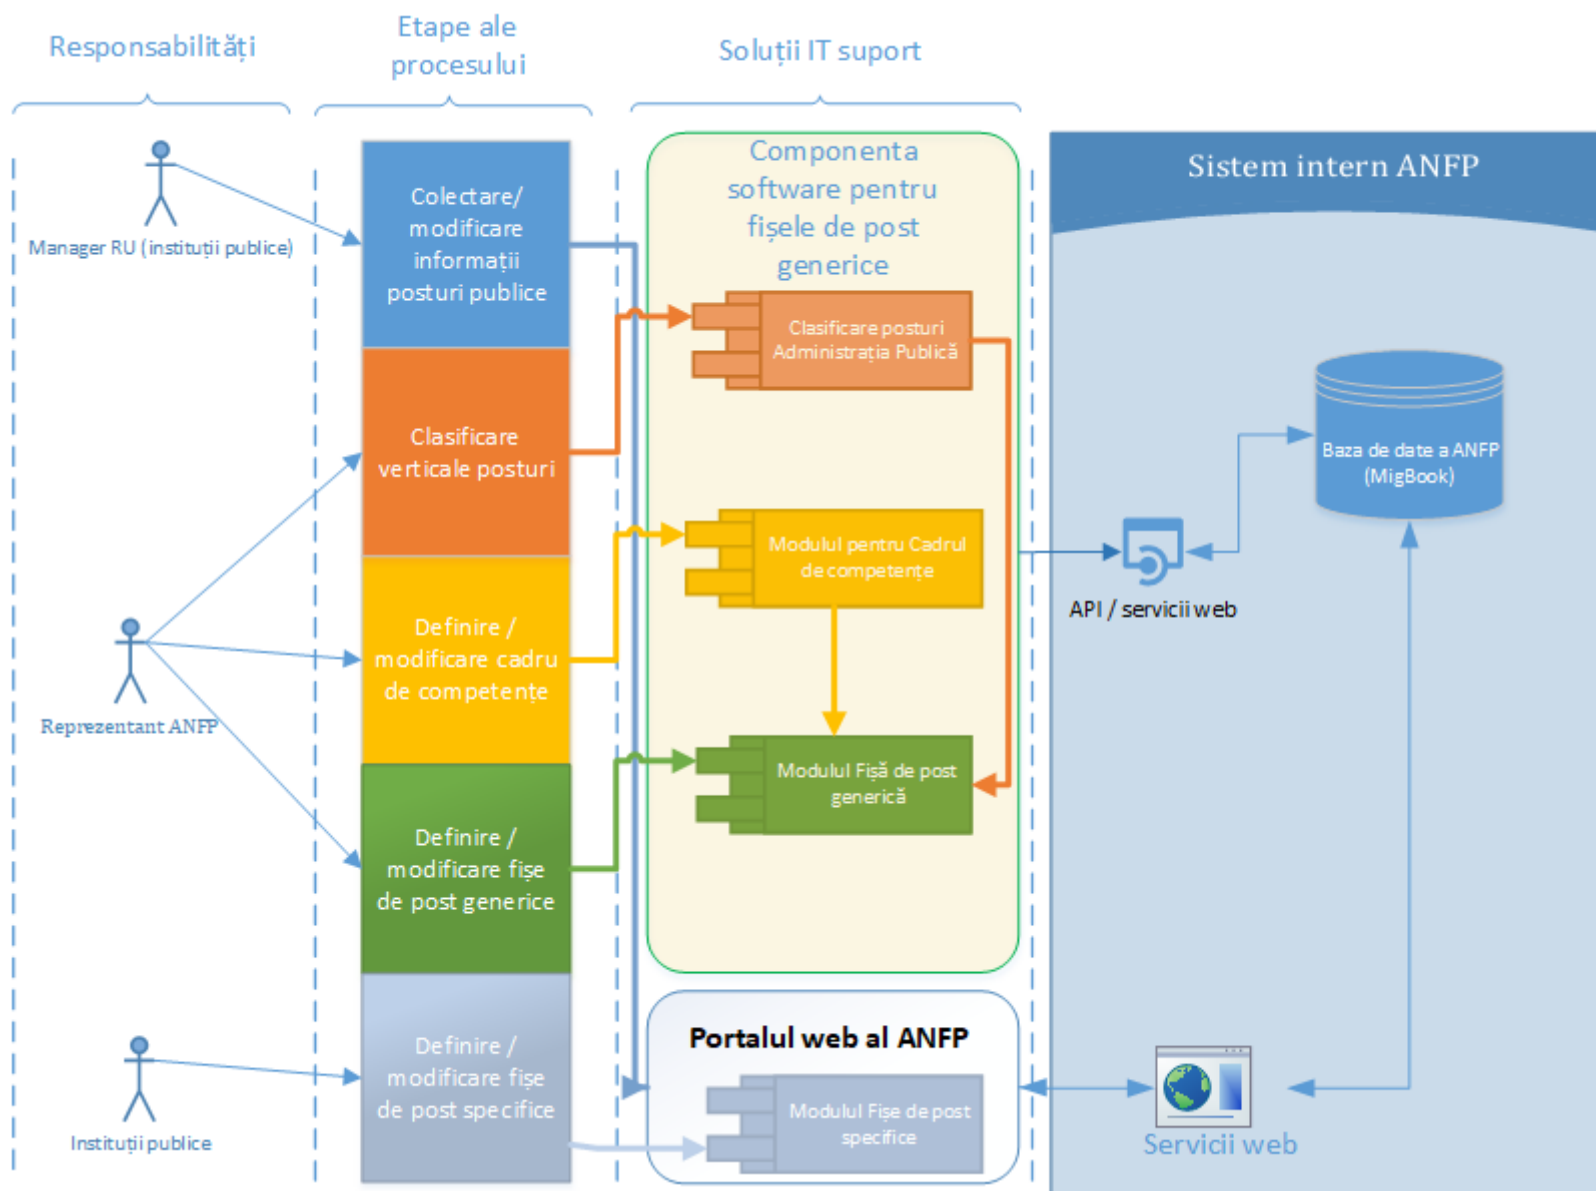 Responsabilități
Etape ale
procesului
Soluții IT suport
Manager RU (instituții publice)
Reprezentant ANFP
Instituții publice
Colectare/
modificare
informații
posturi publice
Clasificare
verticale posturi
Definire /
modificare cadru
de competențe
Definire /
modificare fișe
de post generice
Definire /
modificare fișe
de post specifice
Componenta
software pentru
fișele de post
generice
Clasificare posturi
Administrația Publică
Modulul pentru Cadrul
de competențe
Modulul Fișă de post
generică
Portalul web al ANFP
Modulul Fișe de post
specifice
Sistem intern ANFP
Baza de date a ANFP
(MigBook)
API / servicii web
Servicii web